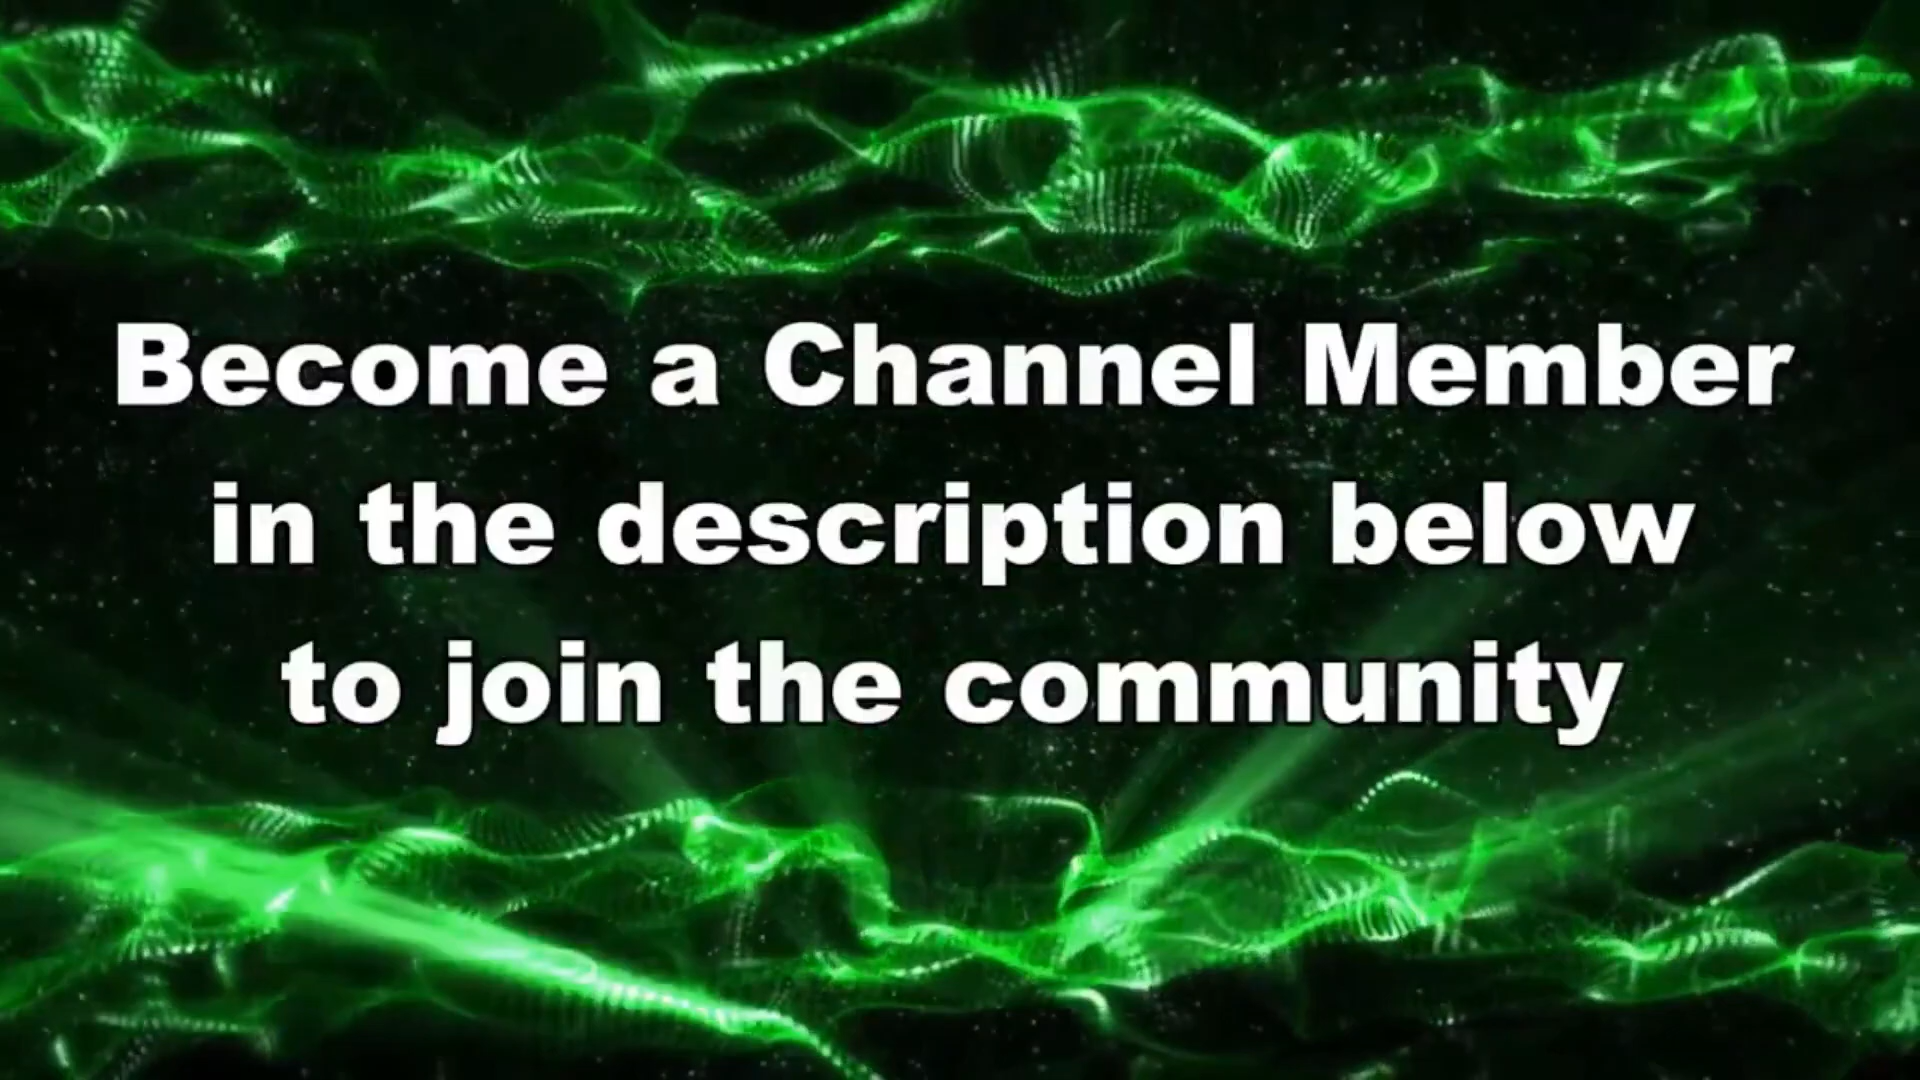 Become a Channel Member
in the description below
to join the community